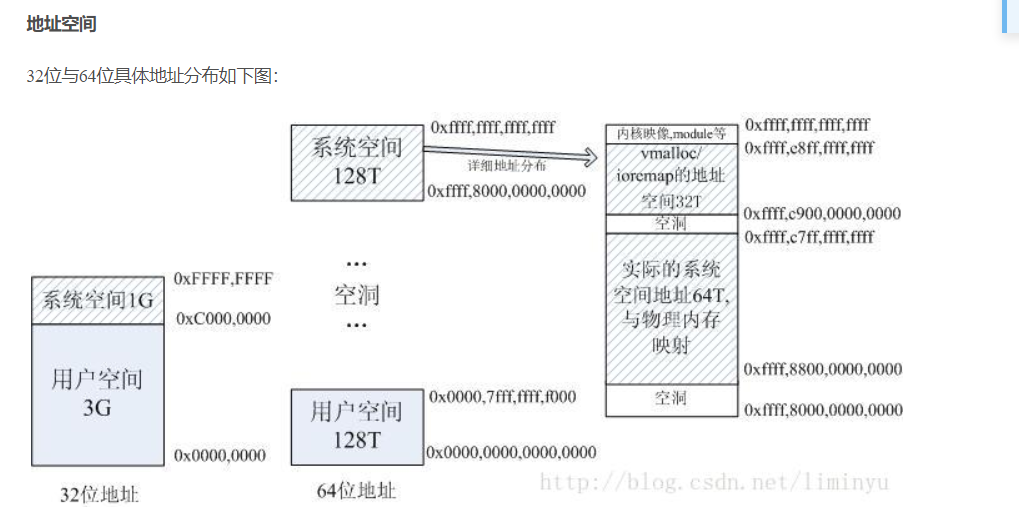 地址空间
32位与64位具体地址分布如下图：
0xffff,ffff,ffff,ffff
系统空间
128T
详细地址分布
0xffff,8000,0000,0000
内核映像,module等
0xffff,ffff,ffff,ffff
0xffff,c8ff,ffff,ffff
vmalloc/
ioremap的地址
空间32T
0xffff,c900,0000,0000
空洞
0xffff,c7ff,ffff,ffff
实际的系统
空间地址64T,
与物理内存
映射
0xffff,8800,0000,0000
空洞
0xffff,8000,0000,0000
...
空洞
...
0xFFFF,FFFF
系统空间1G
0xC000,0000
用户空间
3G
0x0000,0000
32位地址
0x0000,7fff,ffff,f000
用户空间
128T
0x0000,0000,0000,0000
64位地址
http://blog.csdn.net/liminyu